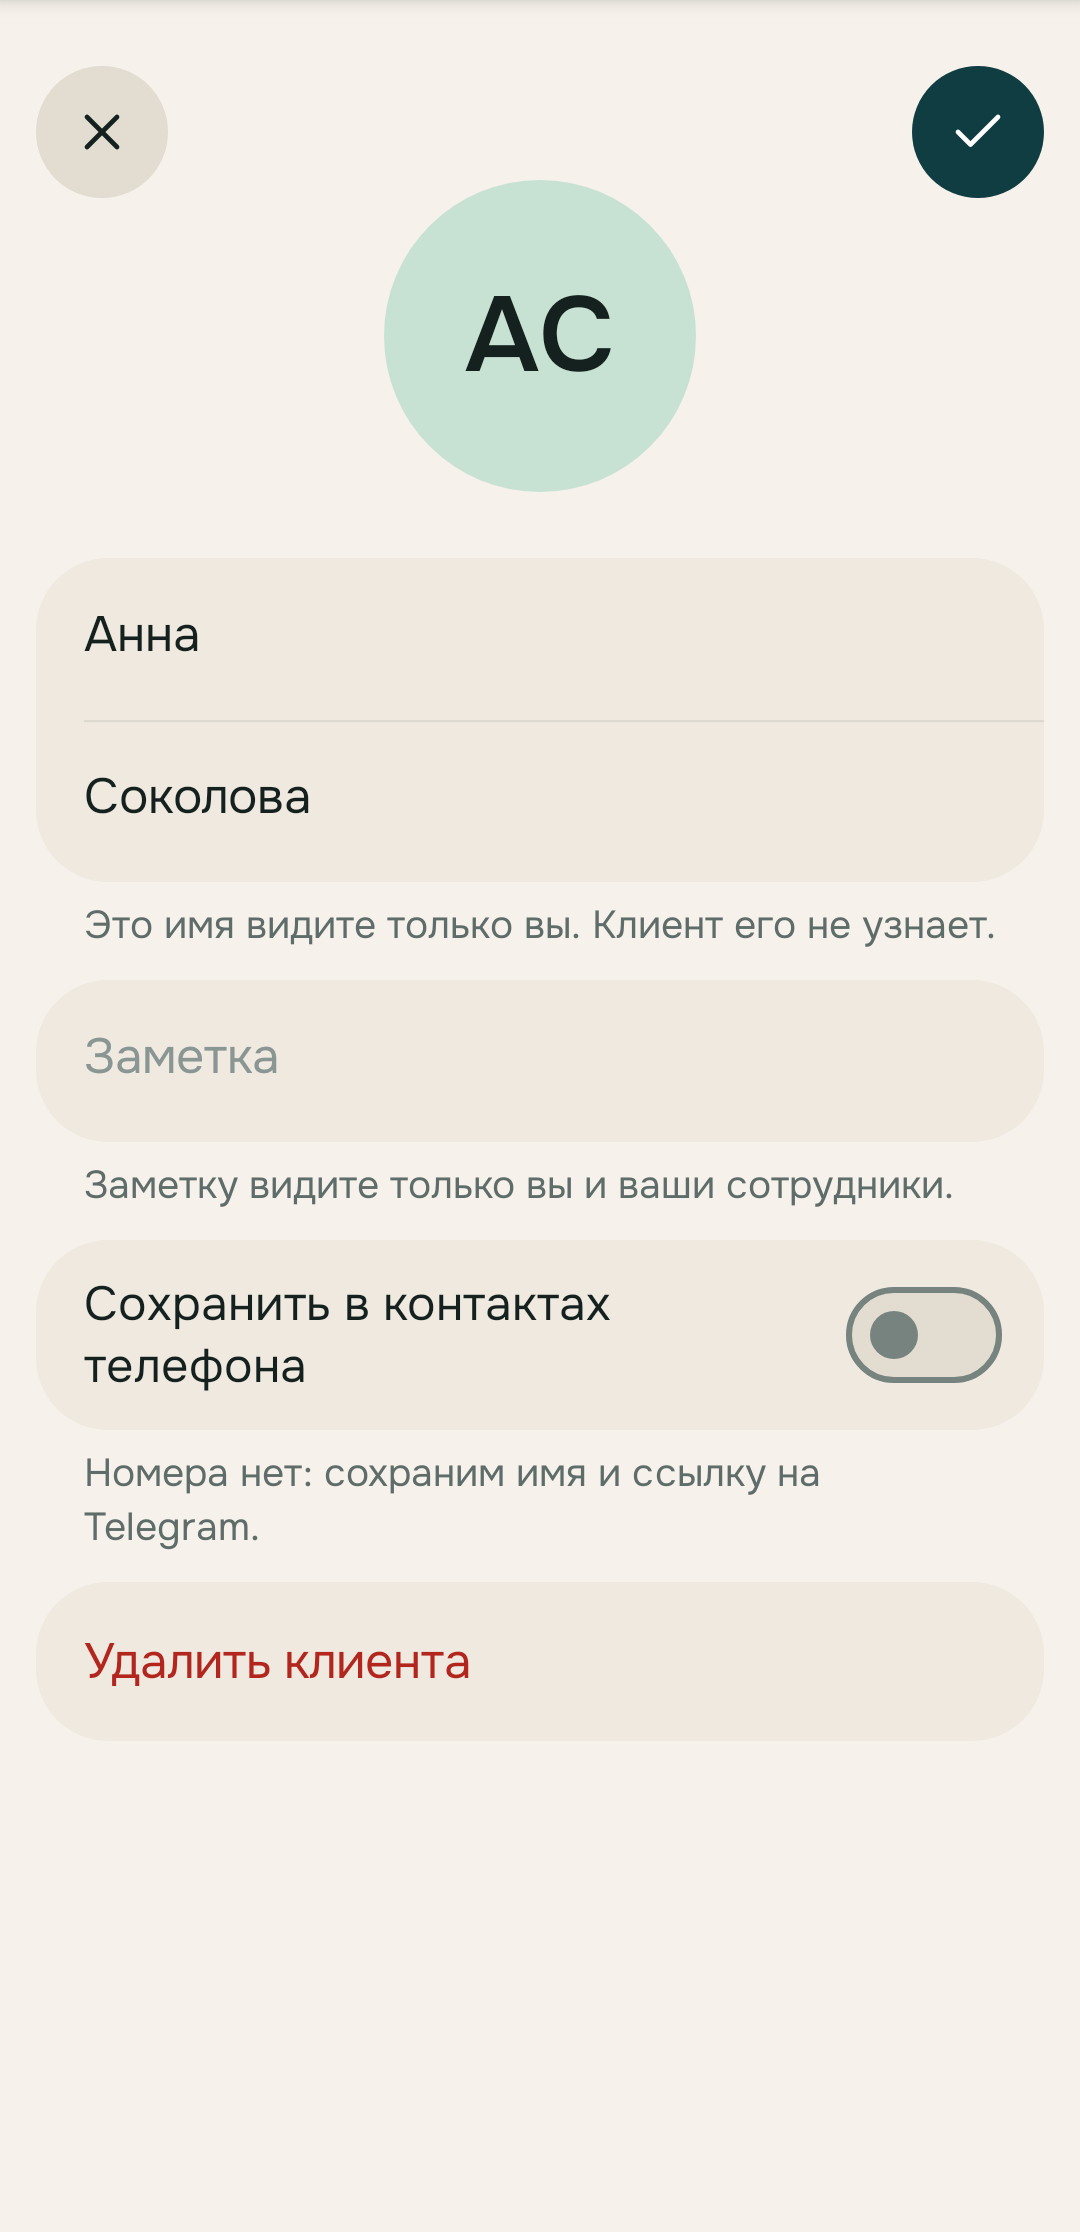 АС
Анна
Соколова
Это имя видите только вы. Клиент его не узнает.
Заметка
Заметку видите только вы и ваши сотрудники.
Сохранить в контактах
телефона
Номера нет: сохраним имя и ссылку на
Telegram.
Удалить клиента